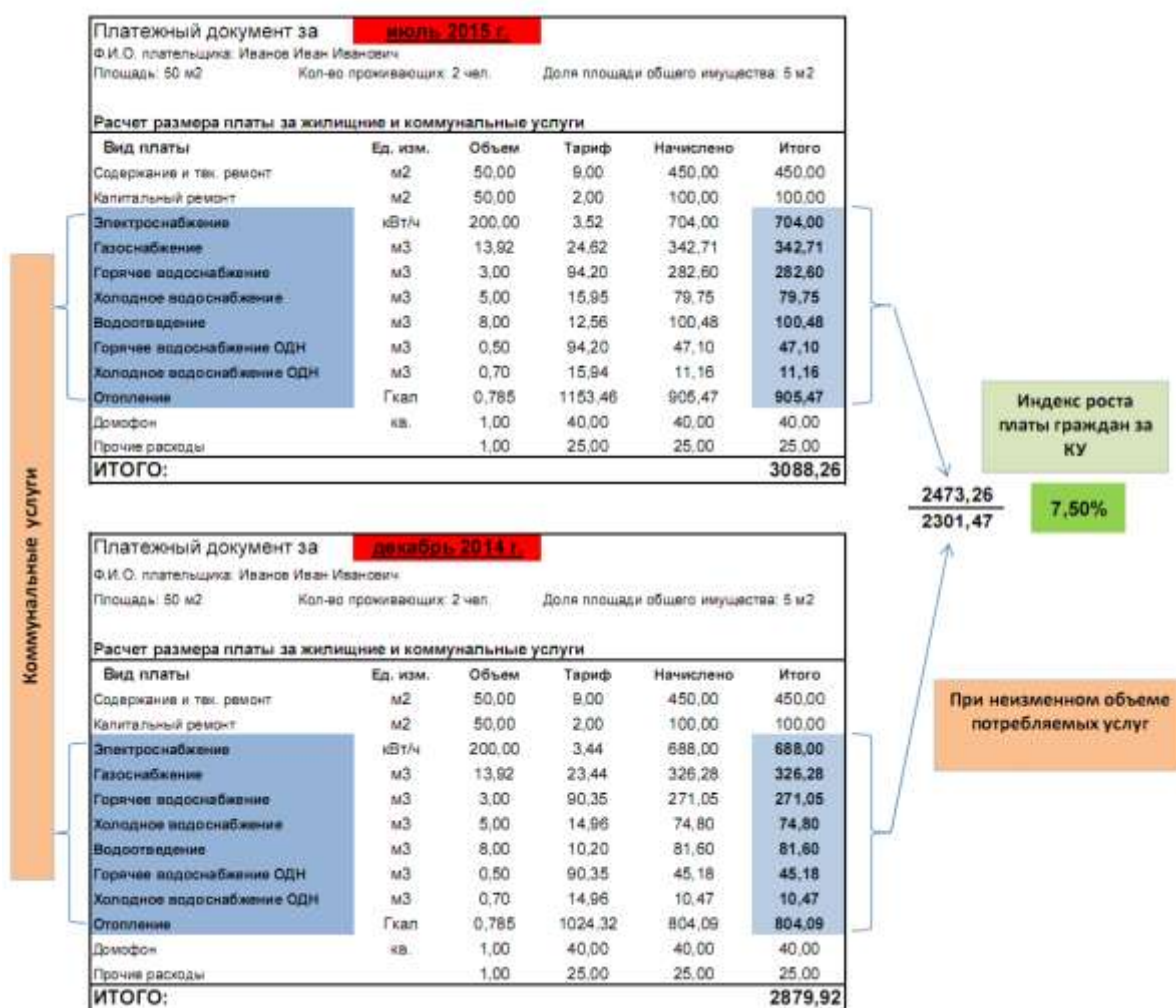 Платежный документ за июль 2015 г.
Ф.И.О. плательщика: Иванов Иван Иванович
Площадь: 50 м2 Кол-во проживающих: 2 чел. Доля площади общего имущества: 5 м2
Расчет размера платы за жилищные и коммунальные услуги
Вид платы Ед. изм. Объем Тариф Начислено Итого
Содержание и тек. ремонт м2 50,00 9,00 450,00 450,00
Капитальный ремонт м2 50,00 2,00 100,00 100,00
Электроснабжение кВт/ч 200,00 3,52 704,00 704,00
Газоснабжение м3 13,92 24,62 342,71 342,71
Горячее водоснабжение м3 3,00 94,20 282,60 282,60
Холодное водоснабжение м3 5,00 15,95 79,75 79,75
Водоотведение м3 8,00 12,56 100,48 100,48
Горячее водоснабжение ОДН м3 0,50 94,20 47,10 47,10
Холодное водоснабжение ОДН м3 0,70 15,94 11,16 11,16
Отопление Гкал 0,785 1153,46 905,47 905,47
Домофон кв. 1,00 40,00 40,00 40,00
Прочие расходы 1,00 25,00 25,00 25,00
ИТОГО: 3088,26
Коммунальные услуги
Индекс роста
платы граждан за
КУ
2473,26
2301,47
7,50%
Платежный документ за декабрь 2014 г.
Ф.И.О. плательщика: Иванов Иван Иванович
Площадь: 50 м2 Кол-во проживающих: 2 чел. Доля площади общего имущества: 5 м2
Расчет размера платы за жилищные и коммунальные услуги
Вид платы Ед. изм. Объем Тариф Начислено Итого
Содержание и тек. ремонт м2 50,00 9,00 450,00 450,00
Капитальный ремонт м2 50,00 2,00 100,00 100,00
Электроснабжение кВт/ч 200,00 3,44 688,00 688,00
Газоснабжение м3 13,92 23,44 326,28 326,28
Горячее водоснабжение м3 3,00 90,35 271,05 271,05
Холодное водоснабжение м3 5,00 14,96 74,80 74,80
Водоотведение м3 8,00 10,20 81,60 81,60
Горячее водоснабжение ОДН м3 0,50 90,35 45,18 45,18
Холодное водоснабжение ОДН м3 0,70 14,96 10,47 10,47
Отопление Гкал 0,785 1024,32 804,09 804,09
Домофон кв. 1,00 40,00 40,00 40,00
Прочие расходы 1,00 25,00 25,00 25,00
ИТОГО: 2879,92
При неизменном объеме
потребляемых услуг